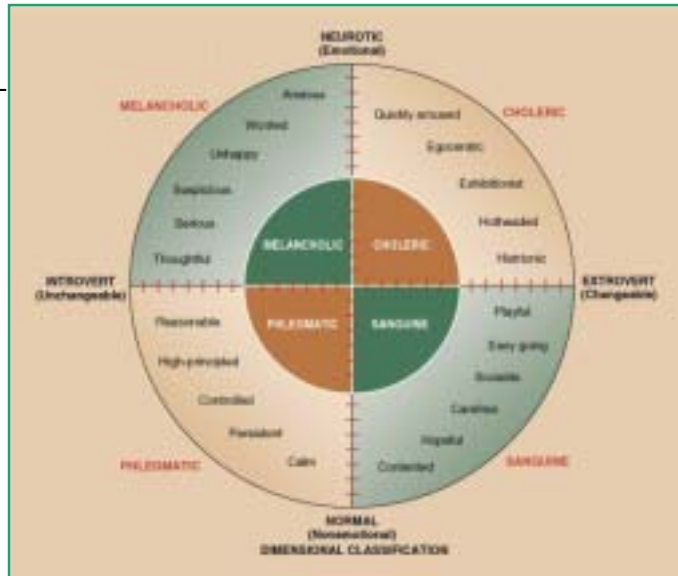 NEUROTIC
(Emotional)
MELANCHOLIC
CHOLERIC
Anxious
Worried
Unhappy
Suspicious
Serious
Thoughtful
Quickly aroused
Egocentric
Exhibitionist
Hotheaded
Histrionic
MELANCHOLIC
CHOLERIC
INTROVERT
(Unchangeable)
EXTROVERT
(Changeable)
PHLEGMATIC
SANGUINE
Reasonable
High-principled
Controlled
Persistent
Calm
Playful
Easy going
Sociable
Carefree
Hopeful
Contented
PHLEGMATIC
SANGUINE
NORMAL
(Nonemotional)
DIMENSIONAL CLASSIFICATION